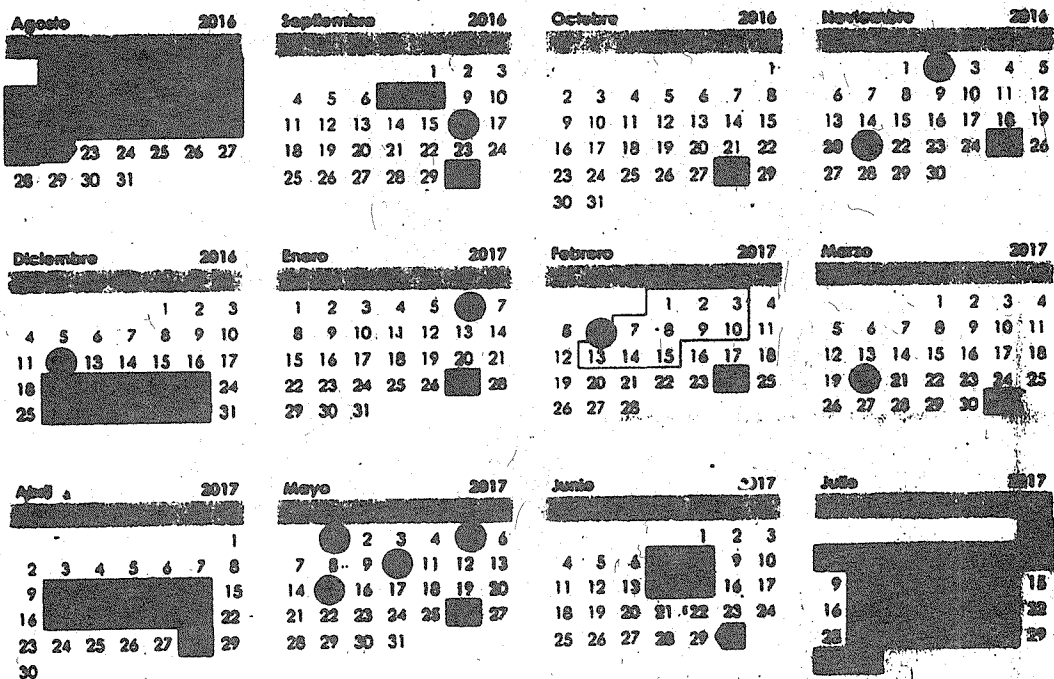 Agosto 2016
23 24 25 26 27
28 29 30 31
Septiembre 2016
1 2 3
4 5 6 9 10
11 12 13 14 15 17
18 19 20 21 22 23 24
25 26 27 28 29
Octubre 2016
1
2 3 4 5 6 7 8
9 10 11 12 13 14 15
16 17 18 19 20 21 22
23 24 25 26 27 29
30 31
Noviembre 2016
1 3 4 5
6 7 8 9 10 11 12
13 14 15 16 17 18 19
20 22 23 24 26
27 28 29 30
Diciembre 2016
1 2 3
4 5 6 7 8 9 10
11 13 14 15 16 17
18 24
25 31
Enero 2017
1 2 3 4 5 7
8 9 10 11 12 13 14
15 16 17 18 19 20 21
22 23 24 25 26 28
29 30 31
Febrero 2017
1 2 3 4
5 7 8 9 10 11
12 13 14 15 16 17 18
19 20 21 22 23 25
26 27 28
Marzo 2017
1 2 3 4
5 6 7 8 9 10 11
12 13 14 15 16 17 18
19 21 22 23 24 25
26 27 28 29 30
Abril 2017
1
2 3 4 5 6 7 8
9 15
16 22
23 24 25 26 27 29
30
Mayo 2017
2 3 4 6
7 8 9 11 12 13
14 16 17 18 19 20
21 22 23 24 25 27
28 29 30 31
Junio 2017
1 2 3
4 5 6 9 10
11 12 13 16 17
18 19 20 21 22 23 24
25 26 27 28 29
Julio 2017
9 15
16 22
23 29